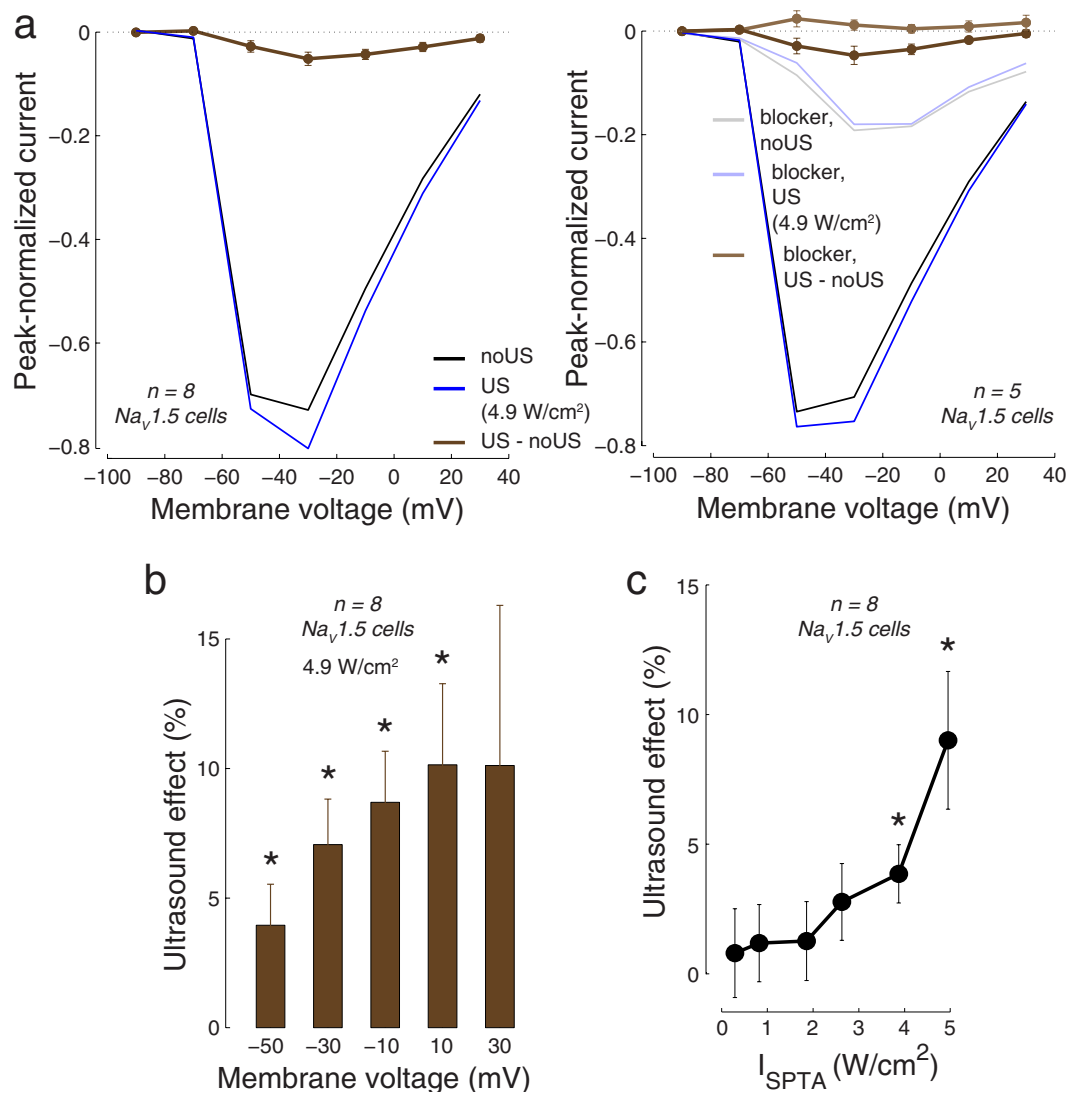 a
0
−0.2
−0.4
−0.6
−0.8
Peak-normalized current
n = 8
NaV1.5 cells
noUS
US
(4.9 W/cm²)
US - noUS
−100 −80 −60 −40 −20 0 20 40
Membrane voltage (mV)
0
−0.2
−0.4
−0.6
−0.8
Peak-normalized current
blocker,
noUS
blocker,
US
(4.9 W/cm²)
blocker,
US - noUS
n = 5
NaV1.5 cells
−100 −80 −60 −40 −20 0 20 40
Membrane voltage (mV)
b
n = 8
NaV1.5 cells
4.9 W/cm²
15
10
5
0
Ultrasound effect (%)
* * * *
−50 −30 −10 10 30
Membrane voltage (mV)
c
n = 8
NaV1.5 cells
15
10
5
0
Ultrasound effect (%)
* *
0 1 2 3 4 5
ISPTA (W/cm²)